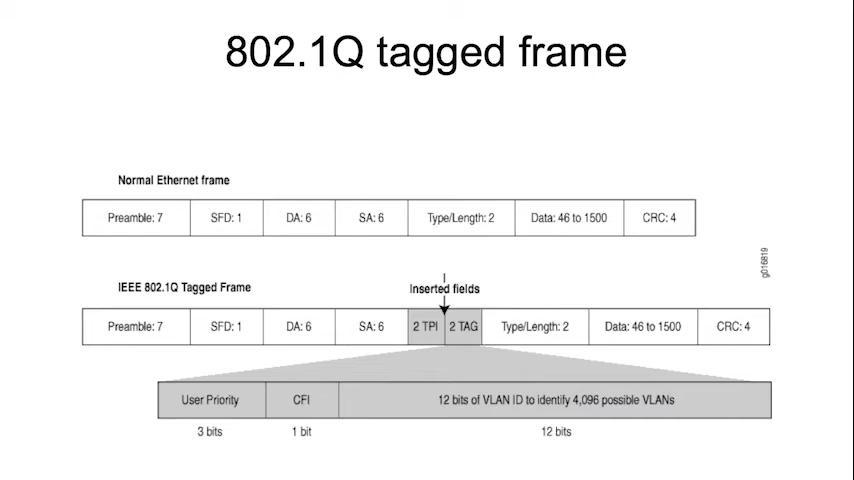 802.1Q tagged frame
Normal Ethernet frame
Preamble: 7 SFD: 1 DA: 6 SA: 6 Type/Length: 2 Data: 46 to 1500 CRC: 4
g016819
IEEE 802.1Q Tagged Frame Inserted fields
Preamble: 7 SFD: 1 DA: 6 SA: 6 2 TPI 2 TAG Type/Length: 2 Data: 46 to 1500 CRC: 4
User Priority CFI 12 bits of VLAN ID to identify 4,096 possible VLANs
3 bits 1 bit 12 bits